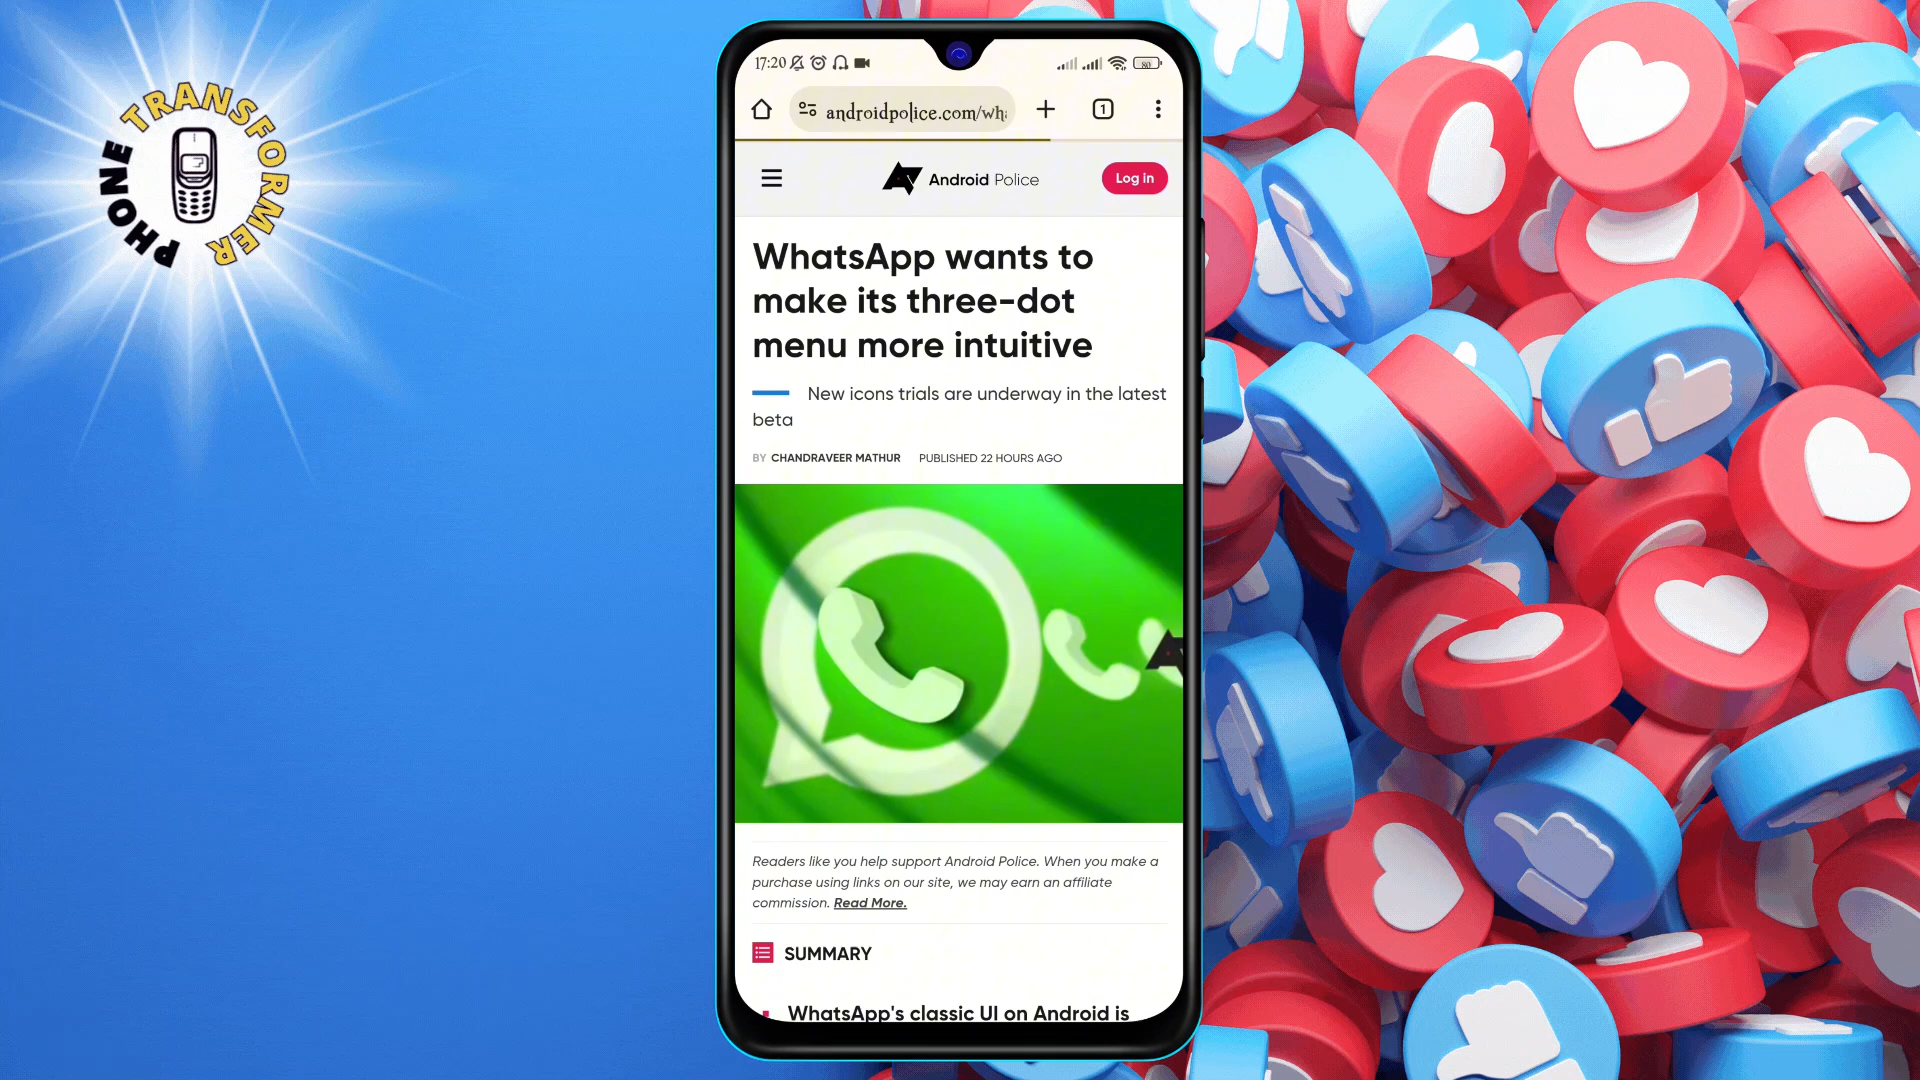 PHONE TRANSFORMER
17:20
80
androidpolice.com/wh
1
Android Police
Log in
WhatsApp wants to
make its three-dot
menu more intuitive
New icons trials are underway in the latest
beta
BY CHANDRAVEER MATHUR PUBLISHED 22 HOURS AGO
Readers like you help support Android Police. When you make a
purchase using links on our site, we may earn an affiliate
commission. Read More.
SUMMARY
WhatsApp's classic UI on Android is